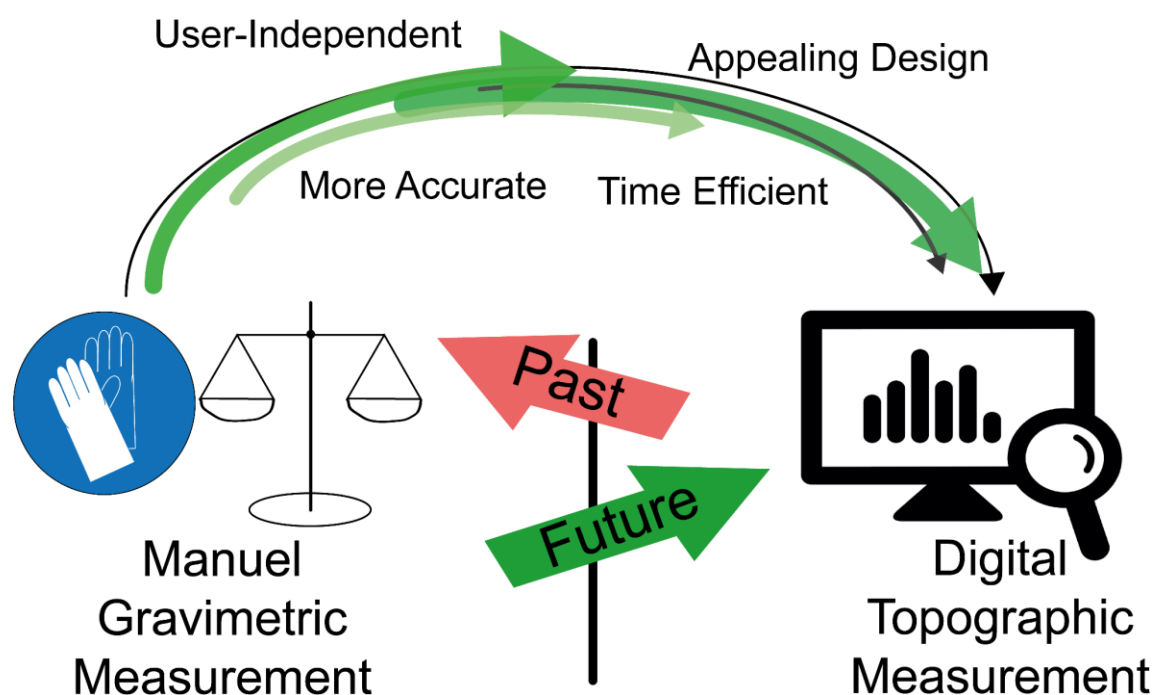 User-Independent
Appealing Design
More Accurate
Time Efficient
Past
Future
Manuel
Gravimetric
Measurement
Digital
Topographic
Measurement